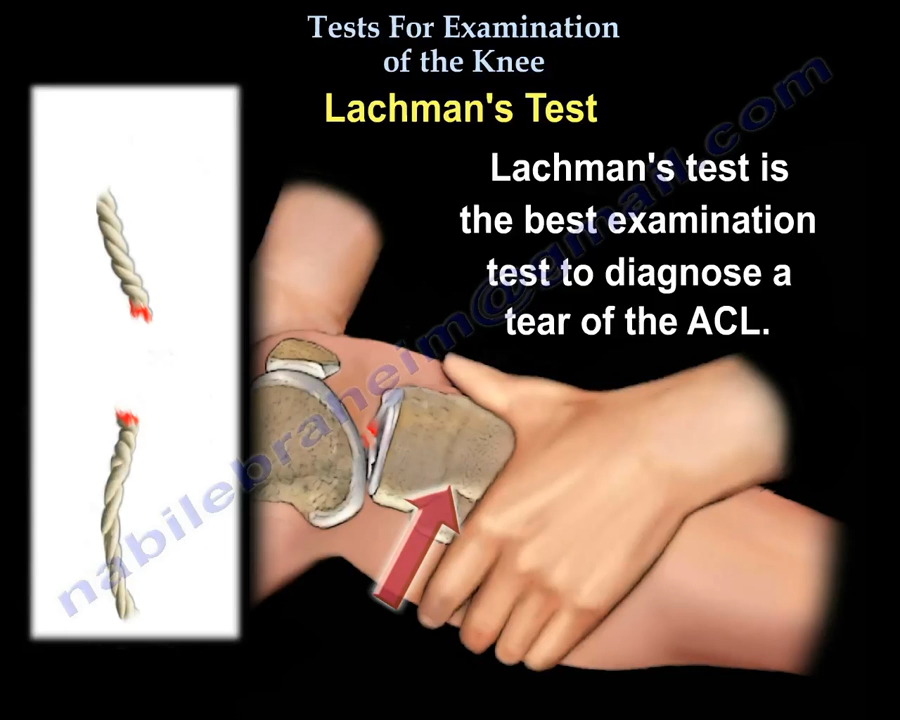 Tests For Examination
of the Knee
Lachman's Test
Lachman's test is
the best examination
test to diagnose a
tear of the ACL.
nabilebraheim@gmail.com